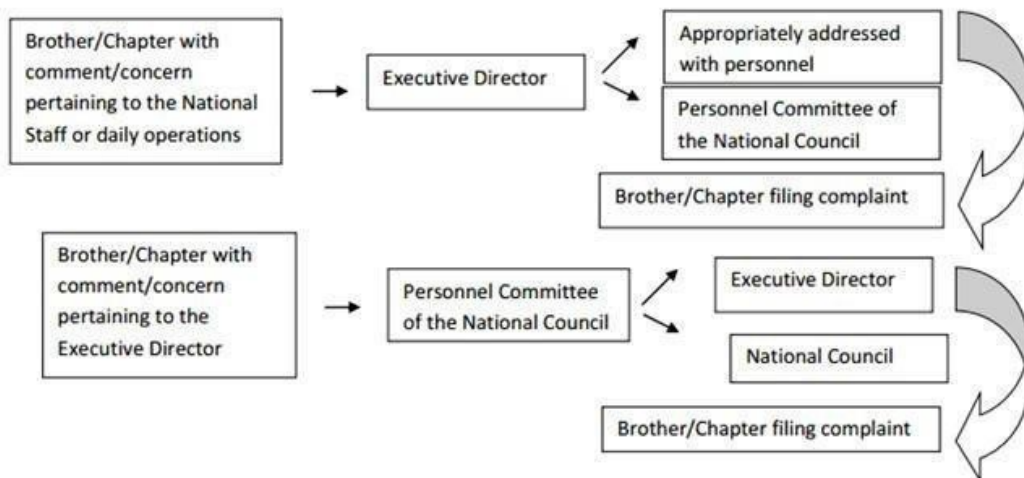 Brother/Chapter with
comment/concern
pertaining to the National
Staff or daily operations
Executive Director
Appropriately addressed
with personnel
Personnel Committee of
the National Council
Brother/Chapter filing complaint
Brother/Chapter with
comment/concern
pertaining to the
Executive Director
Personnel Committee
of the National Council
Executive Director
National Council
Brother/Chapter filing complaint